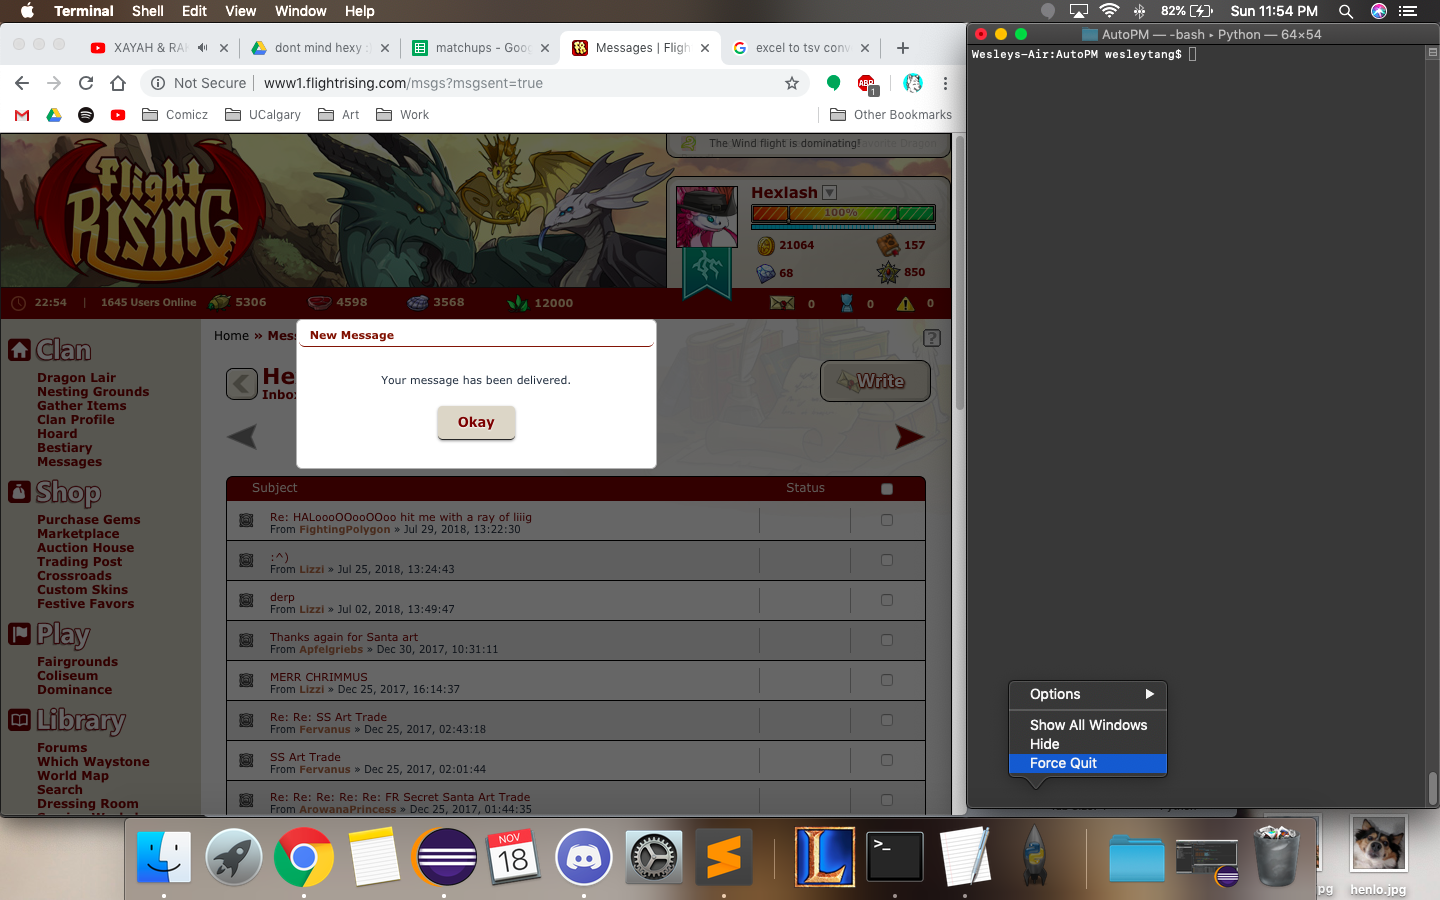 Terminal Shell Edit View Window Help 82% Sun 11:54 PM
XAYAH & RA
dont mind hexy :
matchups - Goog
Messages | Fligh
excel to tsv conv
AutoPM — -bash ▸ Python — 64×54
Wesleys-Air:AutoPM wesleytang$
Not Secure | www1.flightrising.com/msgs?msgsent=true
ABP
1
Comicz UCalgary Art Work Other Bookmarks
Flight
RISING
The Wind flight is dominating!
Hexlash
100%
21064 157
68 850
22:54 | 1645 Users Online 5306 4598 3568 12000 0 0 0
Home » Mess
New Message
Your message has been delivered.
Okay
He
Inbo
Write
Clan
Dragon Lair
Nesting Grounds
Gather Items
Clan Profile
Hoard
Bestiary
Messages
Shop
Purchase Gems
Marketplace
Auction House
Trading Post
Crossroads
Custom Skins
Festive Favors
Play
Fairgrounds
Coliseum
Dominance
Library
Forums
Which Waystone
World Map
Search
Dressing Room
Subject Status
Re: HALoooOOooOOoo hit me with a ray of liiig
From FightingPolygon » Jul 29, 2018, 13:22:30
:^)
From Lizzi » Jul 25, 2018, 13:24:43
derp
From Lizzi » Jul 02, 2018, 13:49:47
Thanks again for Santa art
From Apfelgriebs » Dec 30, 2017, 10:31:11
MERR CHRIMMUS
From Lizzi » Dec 25, 2017, 16:14:37
Re: Re: SS Art Trade
From Fervanus » Dec 25, 2017, 02:43:18
SS Art Trade
From Fervanus » Dec 25, 2017, 02:01:44
Re: Re: Re: Re: Re: FR Secret Santa Art Trade
From ArowanaPrincess » Dec 25, 2017, 01:44:35
Options
Show All Windows
Hide
Force Quit
NOV
18
L
>_
pg
henlo.jpg